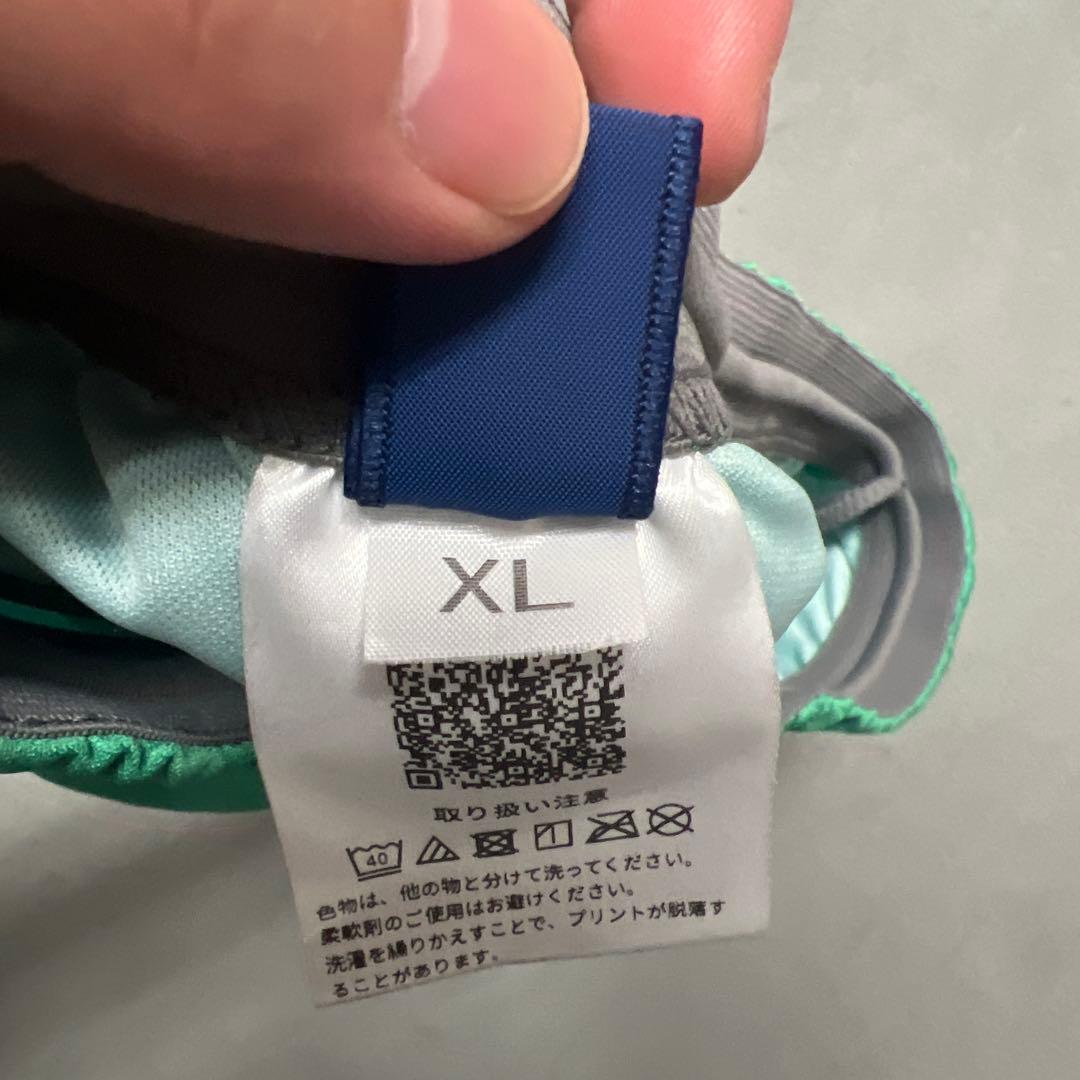 XL
取り扱い注意
40
色物は、他の物と分けて洗ってください。
柔軟剤のご使用はお避けください。
洗濯を繰りかえすことで、プリントが脱落す
ることがあります。